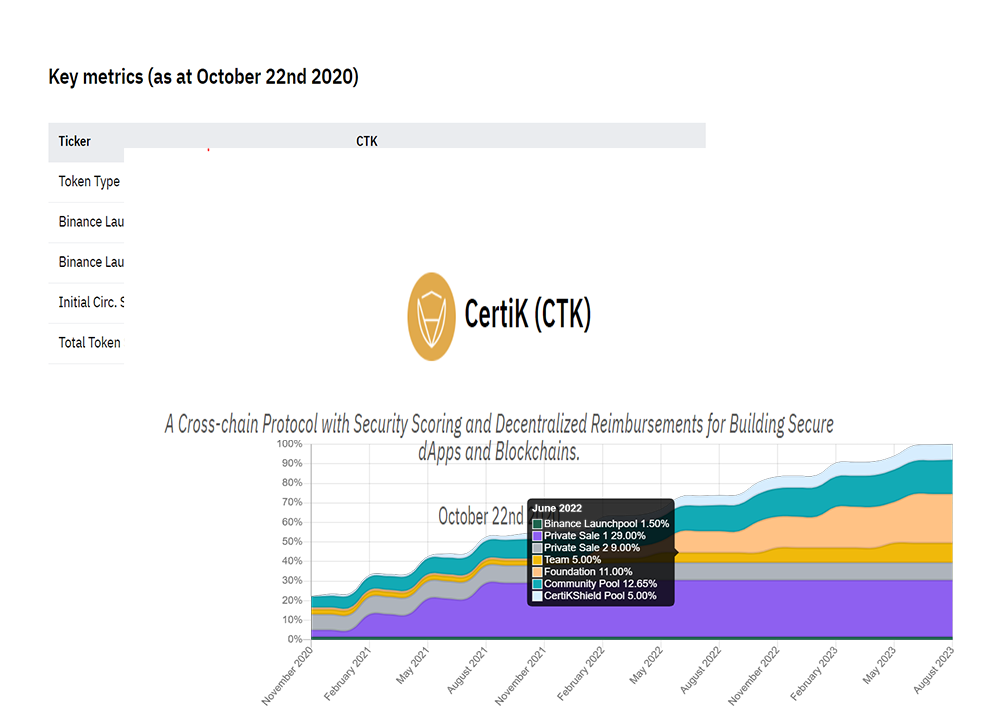 Key metrics (as at October 22nd 2020)
Ticker CTK
Token Type
Binance Lau
Binance Lau
Initial Circ. S
Total Token
CertiK (CTK)
A Cross-chain Protocol with Security Scoring and Decentralized Reimbursements for Building Secure
dApps and Blockchains.
October 22nd 2020
100%
90%
80%
70%
60%
50%
40%
30%
20%
10%
0%
June 2022
Binance Launchpool 1.50%
Private Sale 1 29.00%
Private Sale 2 9.00%
Team 5.00%
Foundation 11.00%
Community Pool 12.65%
CertiKShield Pool 5.00%
November 2020
February 2021
May 2021
August 2021
November 2021
February 2022
May 2022
August 2022
November 2022
February 2023
May 2023
August 2023